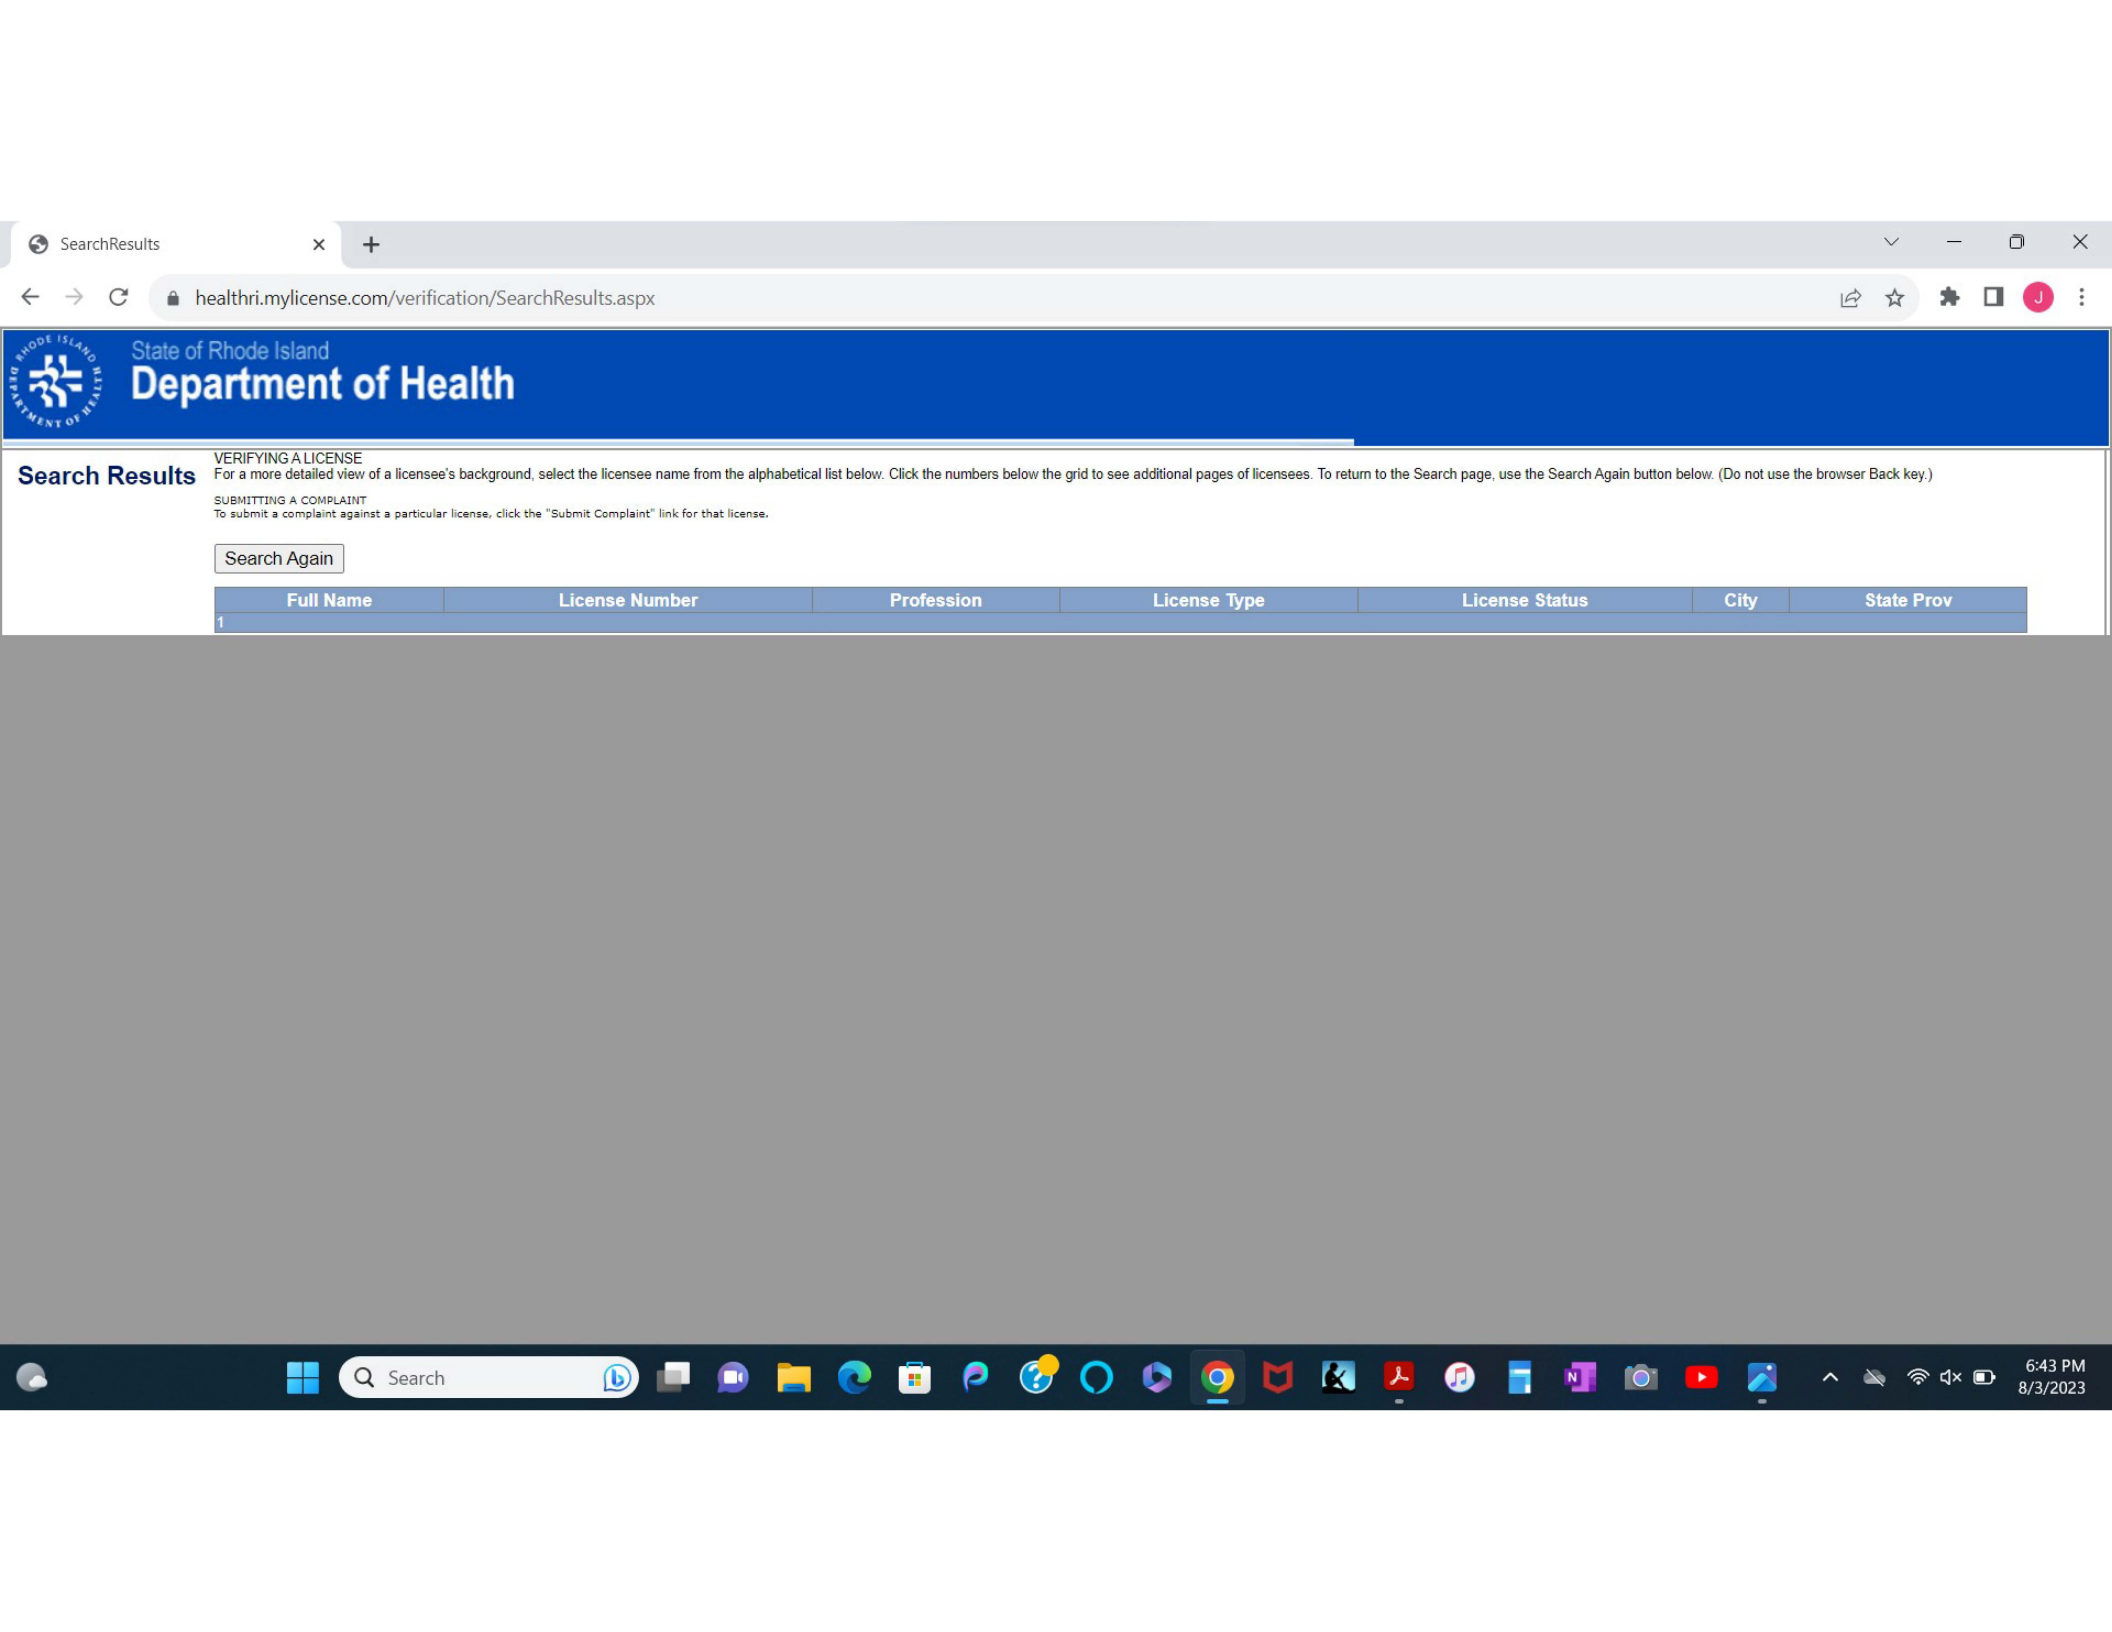 SearchResults
healthri.mylicense.com/verification/SearchResults.aspx
J
RHODE ISLAND
DEPARTMENT OF HEALTH
State of Rhode Island
Department of Health
Search Results
VERIFYING A LICENSE
For a more detailed view of a licensee's background, select the licensee name from the alphabetical list below. Click the numbers below the grid to see additional pages of licensees. To return to the Search page, use the Search Again button below. (Do not use the browser Back key.)
SUBMITTING A COMPLAINT
To submit a complaint against a particular license, click the "Submit Complaint" link for that license.
Search Again
Full Name License Number Profession License Type License Status City State Prov
1
Search
6:43 PM
8/3/2023